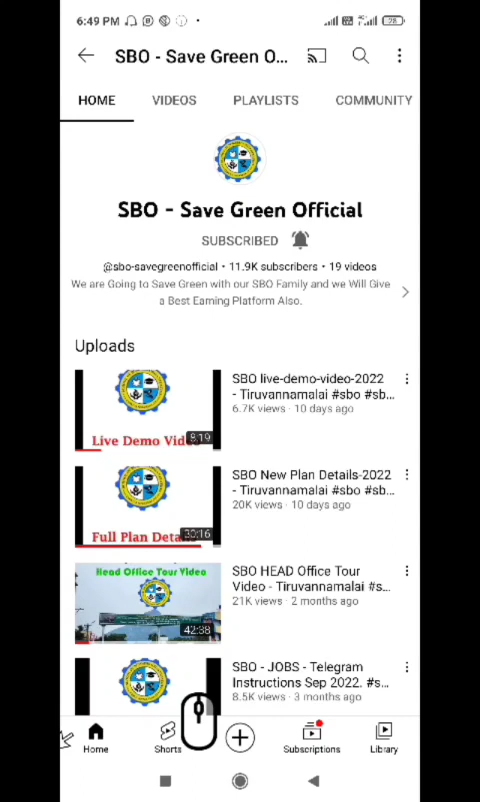 6:49 PM
28
SBO - Save Green O...
HOME VIDEOS PLAYLISTS COMMUNITY
SBO - Save Green Official
SUBSCRIBED
@sbo-savegreenofficial • 11.9K subscribers • 19 videos
We are Going to Save Green with our SBO Family and we Will Give
a Best Earning Platform Also.
Uploads
Live Demo Video
8:19
SBO live-demo-video-2022
- Tiruvannamalai #sbo #sb...
6.7K views · 10 days ago
Full Plan Details
30:16
SBO New Plan Details-2022
- Tiruvannamalai #sbo #sb...
20K views · 10 days ago
Head Office Tour Video
42:38
SBO HEAD Office Tour
Video - Tiruvannamalai #s...
21K views · 2 months ago
SBO - JOBS - Telegram
Instructions Sep 2022. #s...
8.5K views · 3 months ago
Home Shorts Subscriptions Library